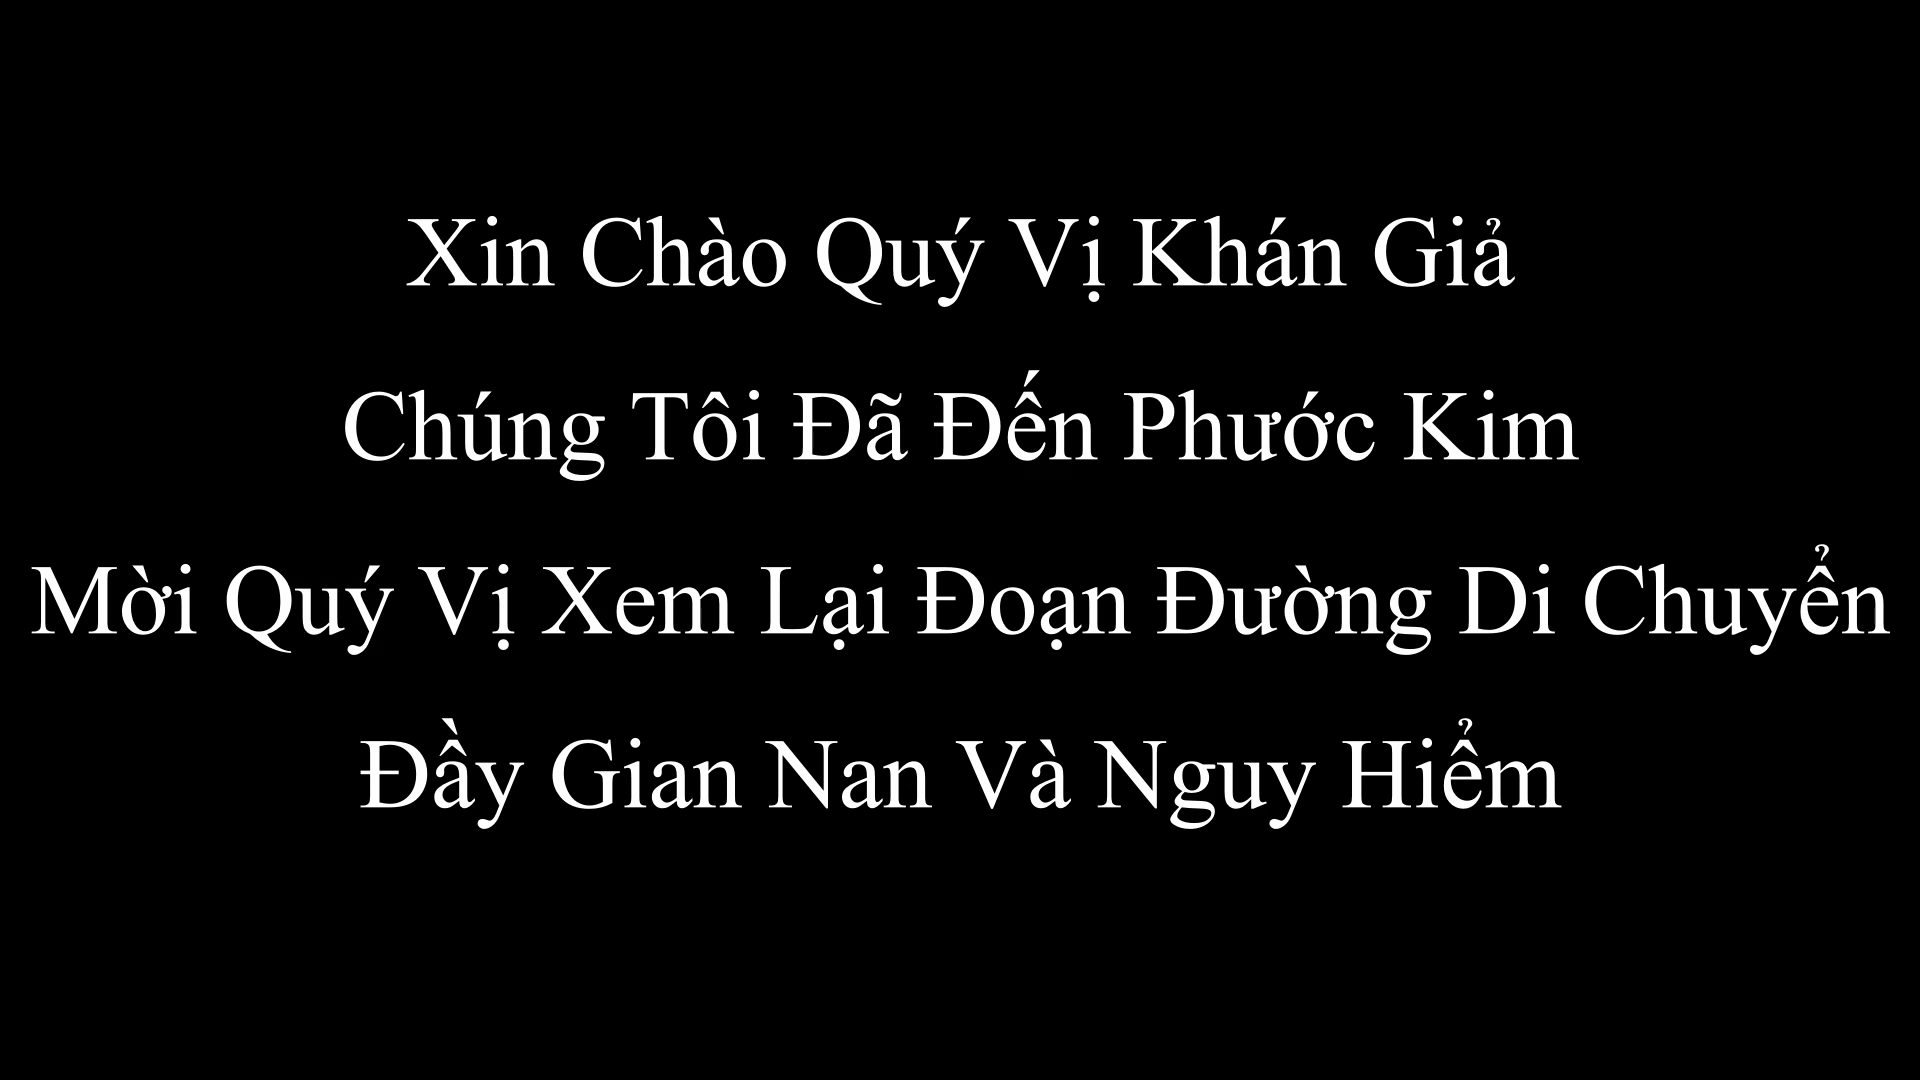 Xin Chào Quý Vị Khán Giả
Chúng Tôi Đã Đến Phước Kim
Mời Quý Vị Xem Lại Đoạn Đường Di Chuyển
Đầy Gian Nan Và Nguy Hiểm